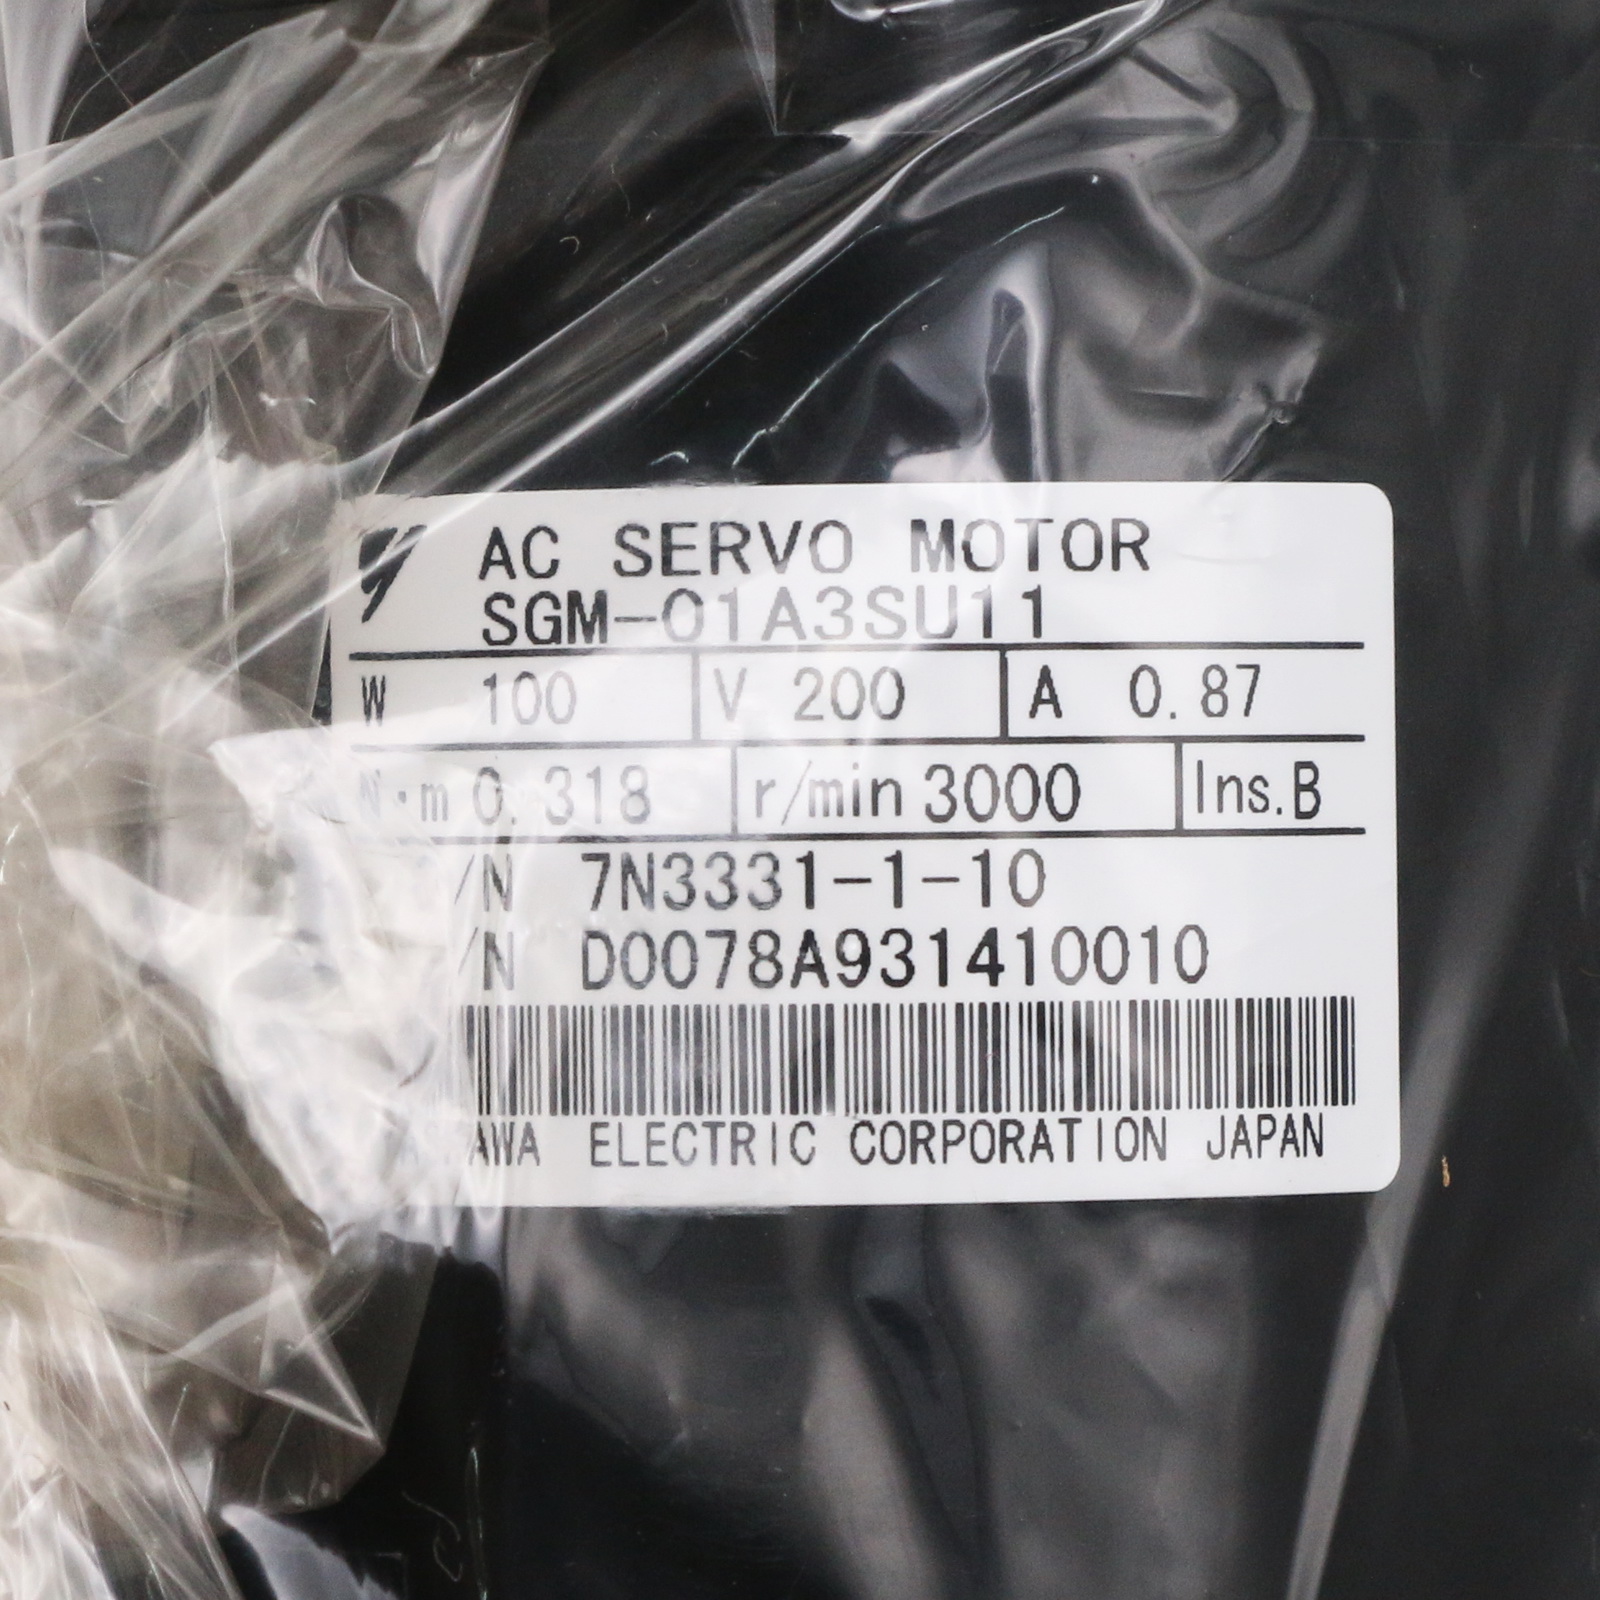 AC SERVO MOTOR
SGM-01A3SU11
W 100 V 200 A 0.87
N·m 0.318 r/min 3000 Ins.B
/N 7N3331-1-10
/N D0078A931410010
ELECTRIC CORPORATION JAPAN